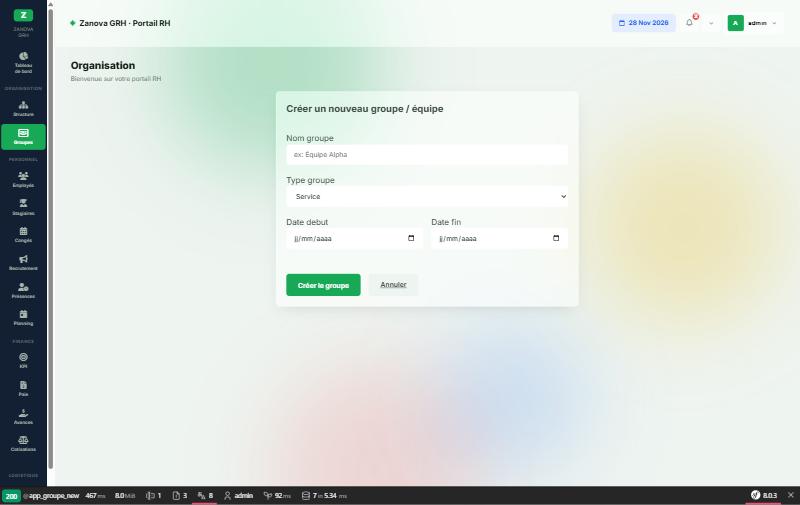 Z
ZANOVA
GRH
Tableau
de bord
ORGANISATION
Structure
Groupes
PERSONNEL
Employés
Stagiaires
Congés
Recrutement
Présences
Planning
FINANCE
KPI
Paie
Avances
Cotisations
LOGISTIQUE
Zanova GRH · Portail RH
28 Nov 2026
A
admin
Organisation
Bienvenue sur votre portail RH
Créer un nouveau groupe / équipe
Nom groupe
ex: Équipe Alpha
Type groupe
Service
Date debut
Date fin
jj/mm/aaaa
jj/mm/aaaa
Créer le groupe
Annuler
200 @app_groupe_new 467 ms 8.0 MiB 1 3 8 admin 92 ms 7 in 5.34 ms 8.0.3